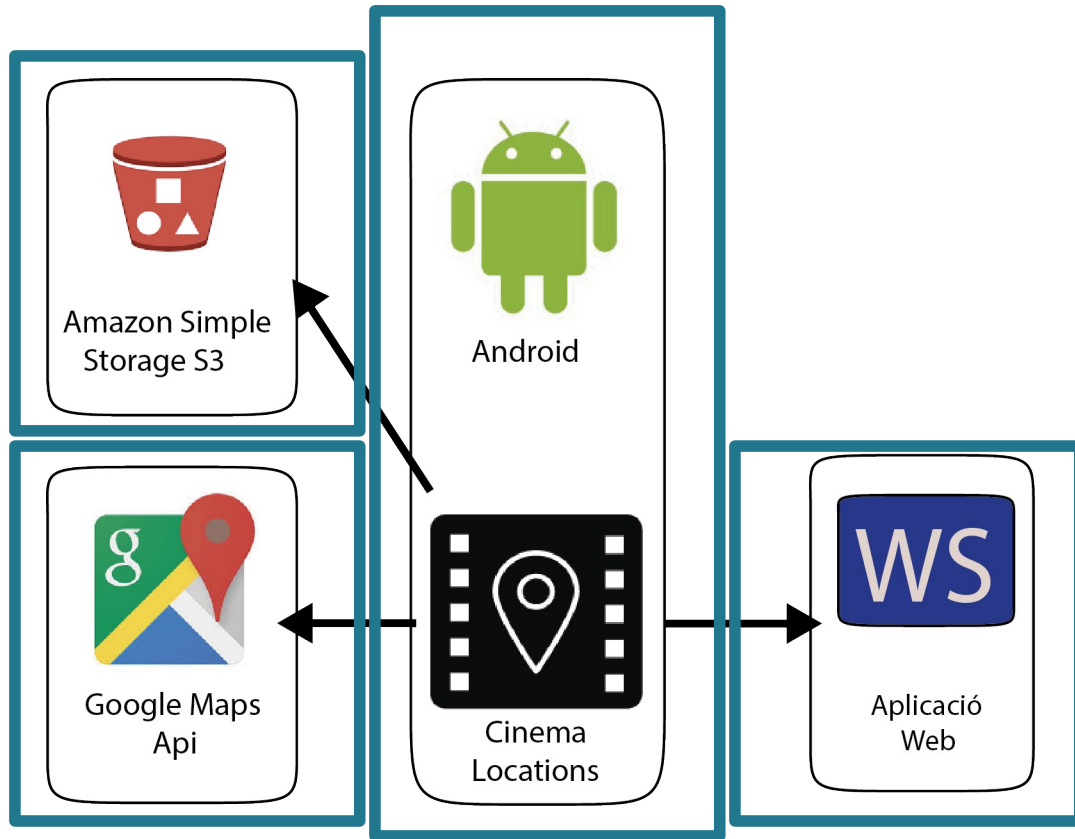 Amazon Simple
Storage S3
Android
g
Google Maps
Api
Cinema
Locations
WS
Aplicació
Web